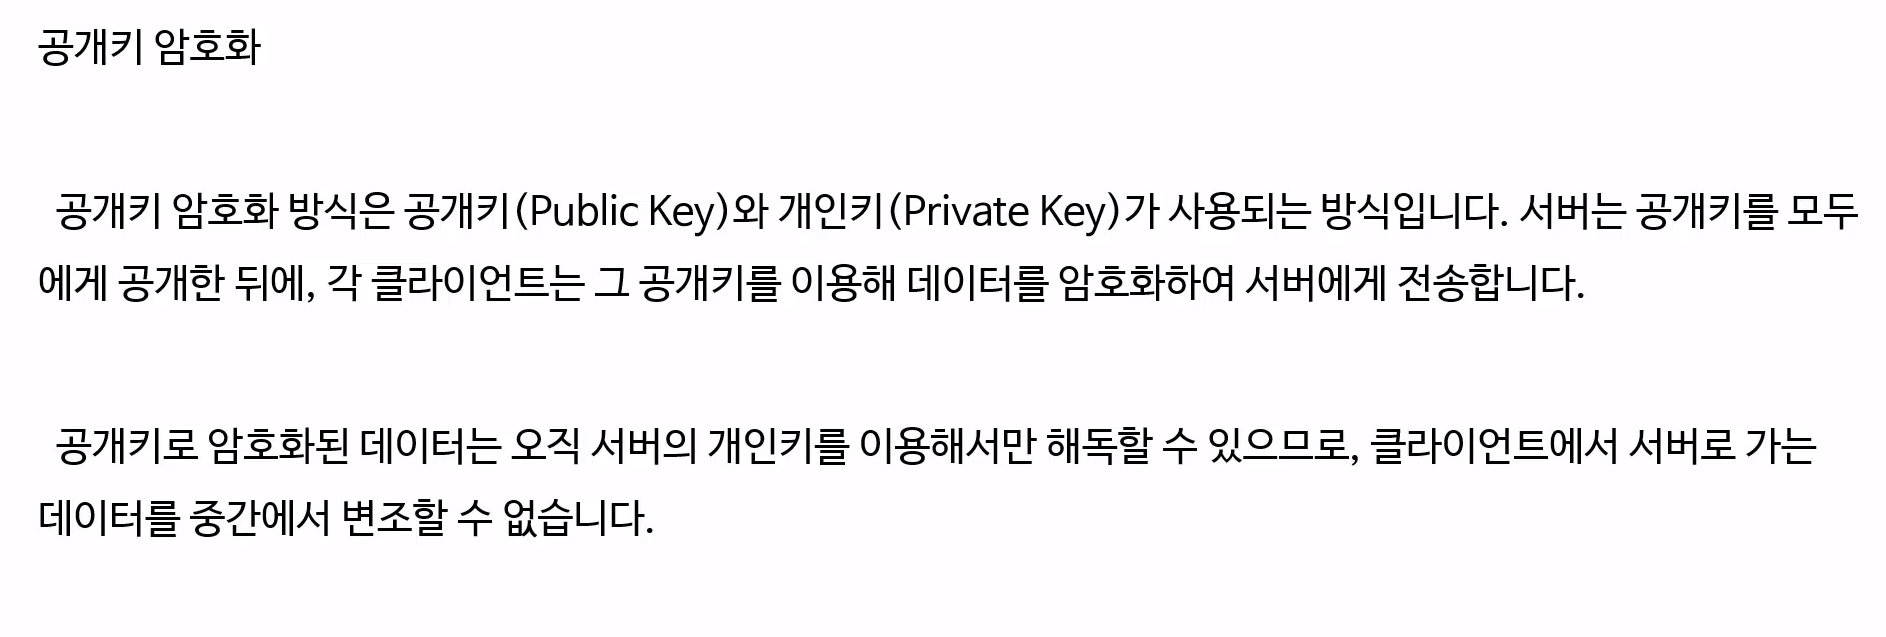 공개키 암호화
공개키 암호화 방식은 공개키(Public Key)와 개인키(Private Key)가 사용되는 방식입니다. 서버는 공개키를 모두
에게 공개한 뒤에, 각 클라이언트는 그 공개키를 이용해 데이터를 암호화하여 서버에게 전송합니다.
공개키로 암호화된 데이터는 오직 서버의 개인키를 이용해서만 해독할 수 있으므로, 클라이언트에서 서버로 가는
데이터를 중간에서 변조할 수 없습니다.